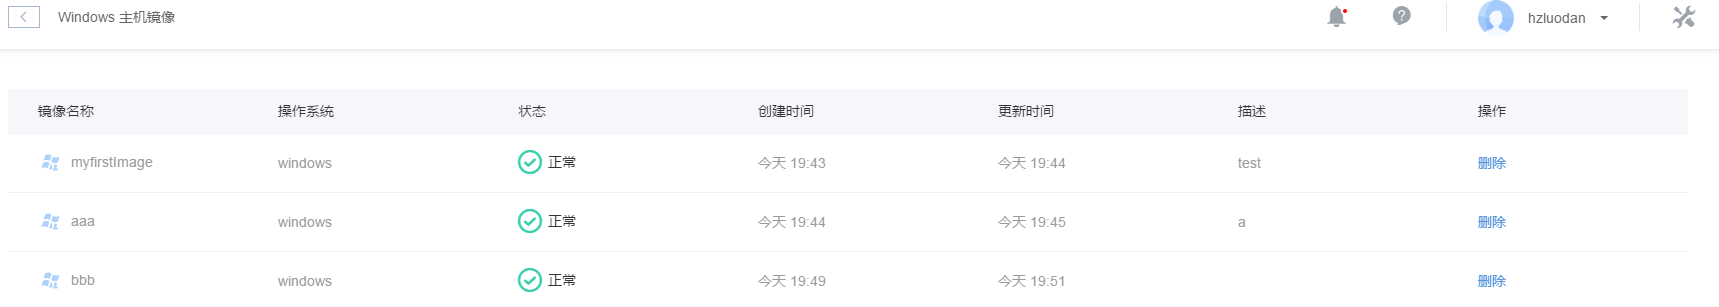 Windows 主机镜像 hzluodan
镜像名称 操作系统 状态 创建时间 更新时间 描述 操作
myfirstImage windows 正常 今天 19:43 今天 19:44 test 删除
aaa windows 正常 今天 19:44 今天 19:45 a 删除
bbb windows 正常 今天 19:49 今天 19:51 删除